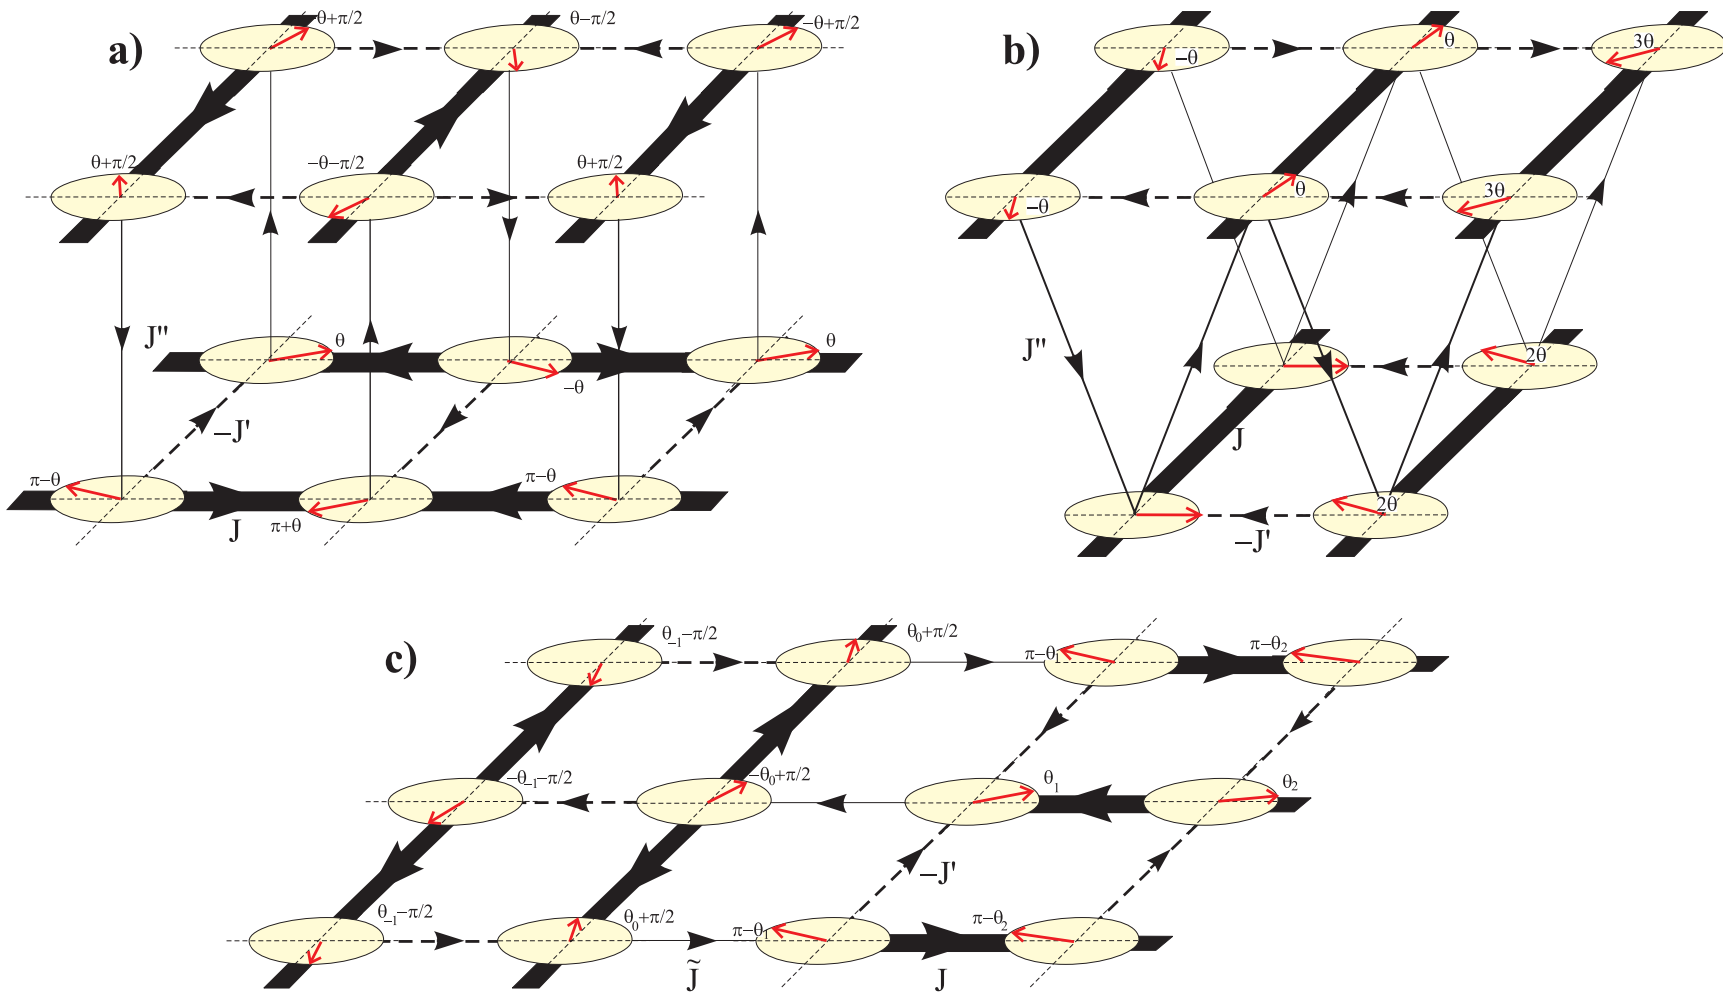 a)
θ+π/2
θ−π/2
−θ+π/2
θ+π/2
−θ−π/2
θ+π/2
J''
θ
−θ
θ
−J'
π−θ
π+θ
π−θ
J
b)
−θ
θ
3θ
−θ
θ
3θ
J''
2θ
J
2θ
−J'
c)
θ₋₁−π/2
θ₀+π/2
π−θ₁
π−θ₂
−θ₋₁−π/2
−θ₀+π/2
θ₁
θ₂
−J'
θ₋₁−π/2
θ₀+π/2
π−θ₁
π−θ₂
J̃
J